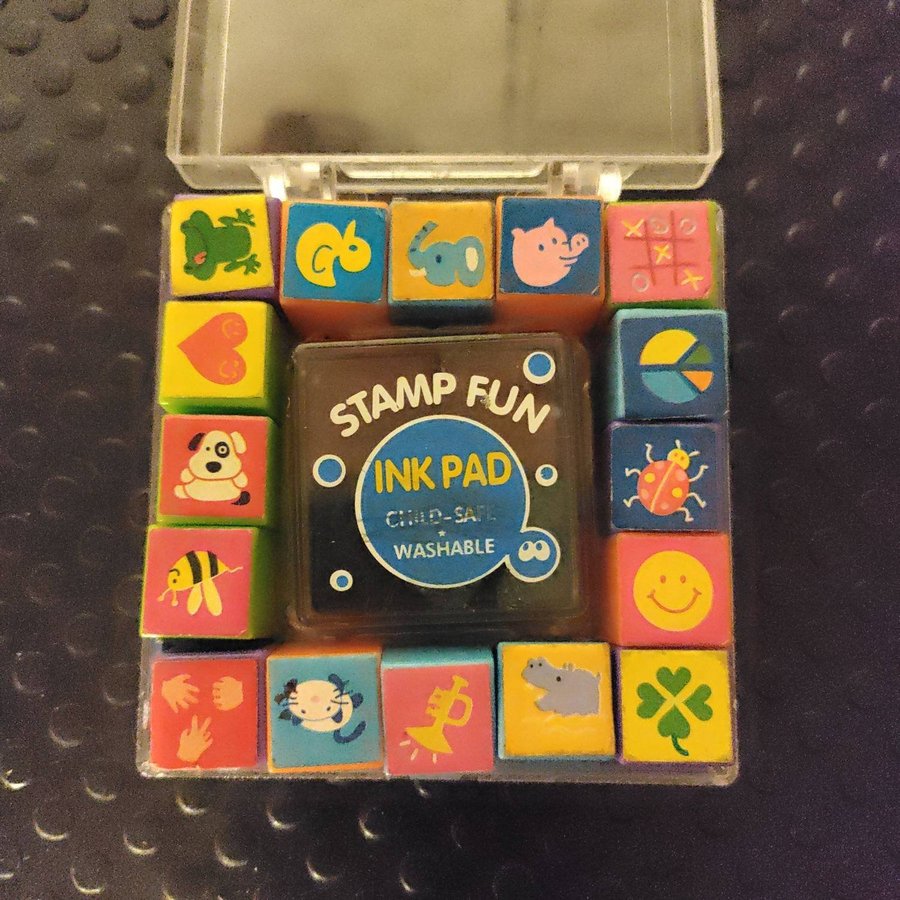 STAMP FUN
INK PAD
CHILD-SAFE
WASHABLE